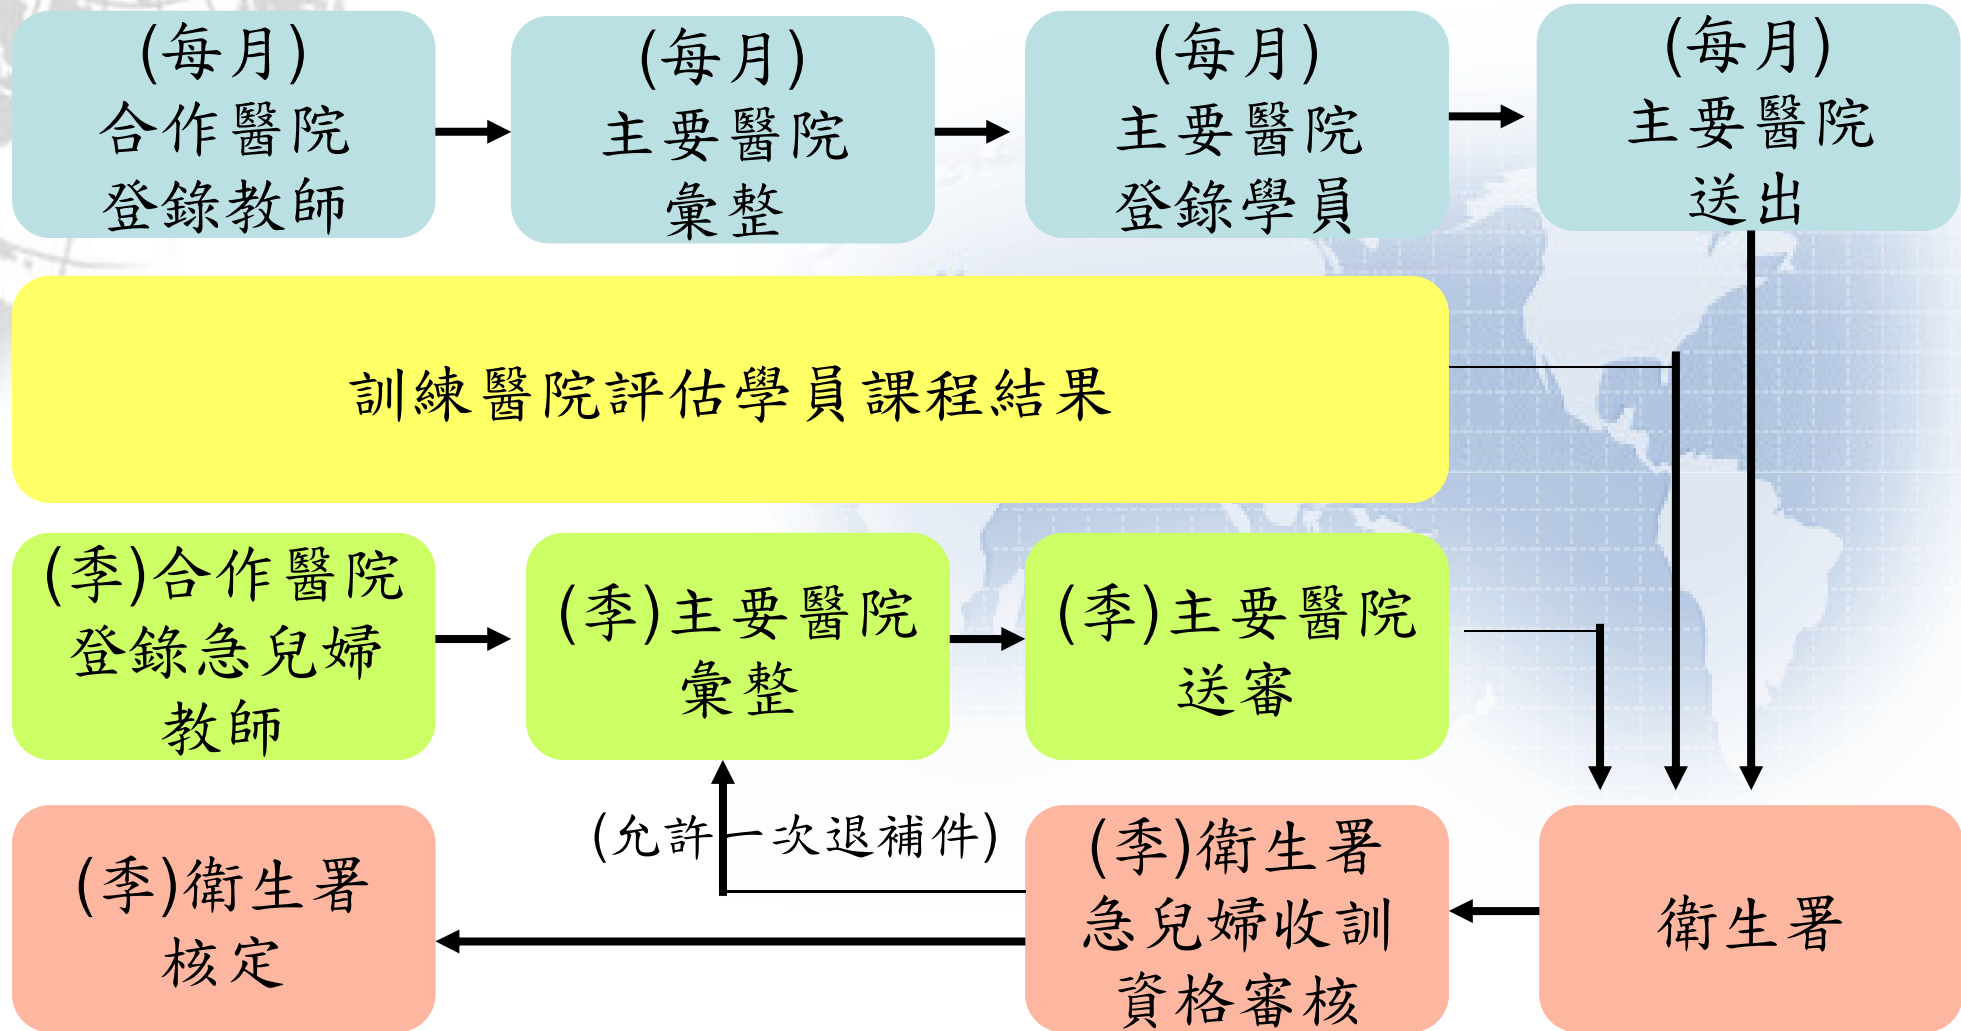 (每月)
合作醫院
登錄教師
(每月)
主要醫院
彙整
(每月)
主要醫院
登錄學員
(每月)
主要醫院
送出
訓練醫院評估學員課程結果
(季)合作醫院
登錄急兒婦
教師
(季)主要醫院
彙整
(季)主要醫院
送審
(允許一次退補件)
(季)衛生署
核定
(季)衛生署
急兒婦收訓
資格審核
衛生署